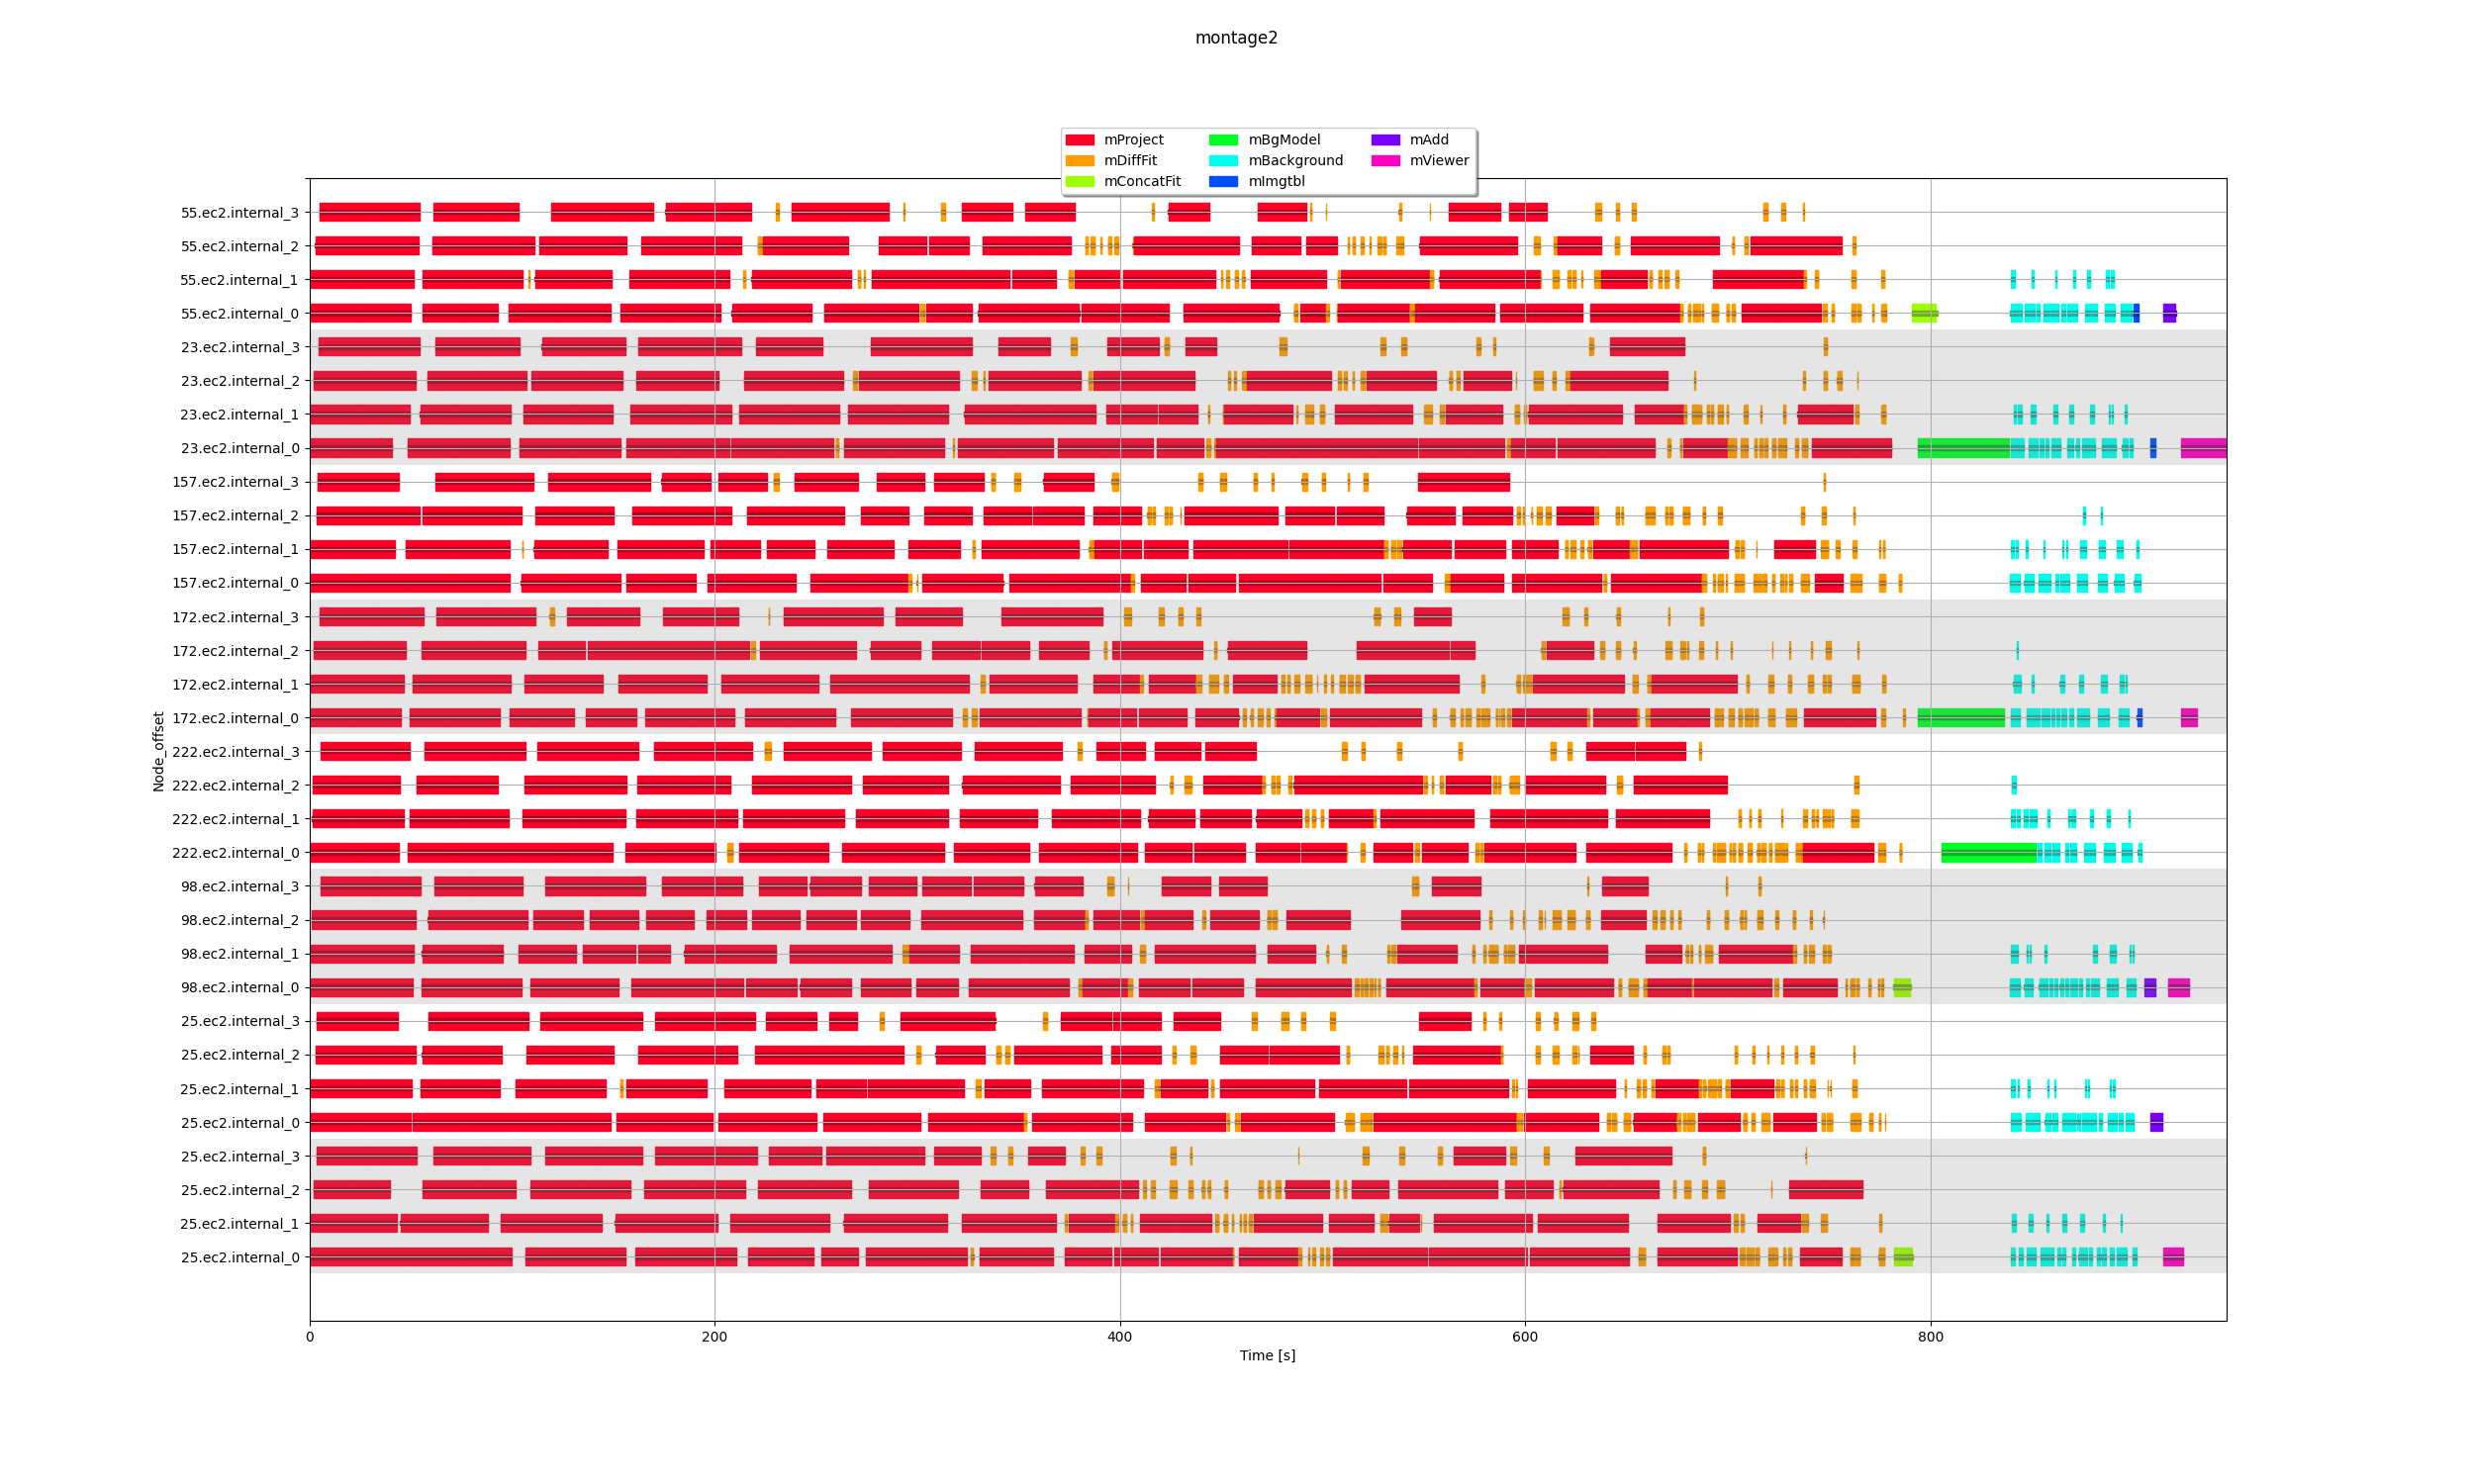 montage2
mProject
mDiffFit
mConcatFit
mBgModel
mBackground
mImgtbl
mAdd
mViewer
55.ec2.internal_3
55.ec2.internal_2
55.ec2.internal_1
55.ec2.internal_0
23.ec2.internal_3
23.ec2.internal_2
23.ec2.internal_1
23.ec2.internal_0
157.ec2.internal_3
157.ec2.internal_2
157.ec2.internal_1
157.ec2.internal_0
172.ec2.internal_3
172.ec2.internal_2
172.ec2.internal_1
172.ec2.internal_0
222.ec2.internal_3
222.ec2.internal_2
222.ec2.internal_1
222.ec2.internal_0
98.ec2.internal_3
98.ec2.internal_2
98.ec2.internal_1
98.ec2.internal_0
25.ec2.internal_3
25.ec2.internal_2
25.ec2.internal_1
25.ec2.internal_0
25.ec2.internal_3
25.ec2.internal_2
25.ec2.internal_1
25.ec2.internal_0
Node_offset
0 200 400 600 800
Time [s]